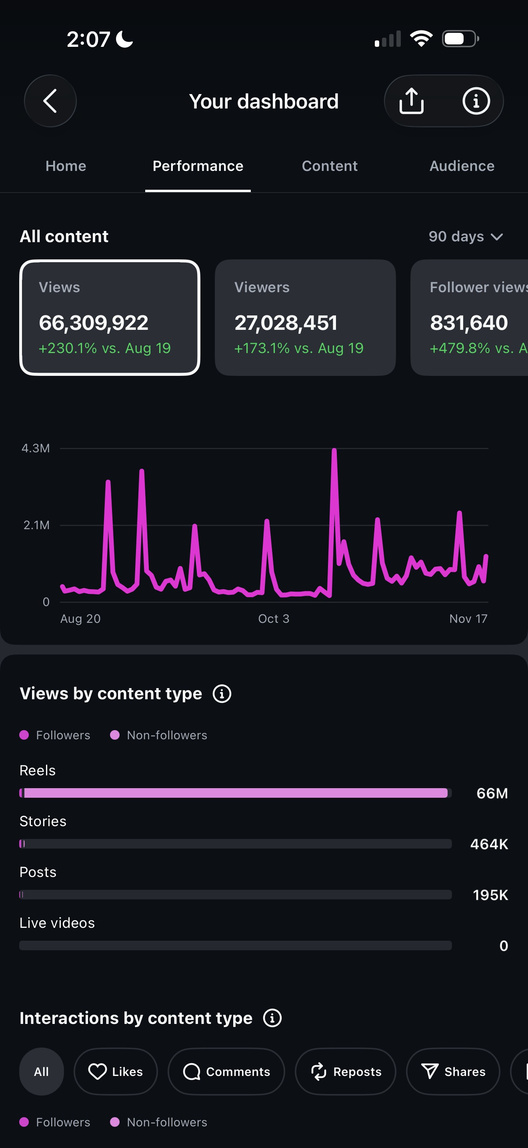 2:07
Your dashboard
Home Performance Content Audience
All content 90 days
Views Viewers Follower views
66,309,922 27,028,451 831,640
+230.1% vs. Aug 19 +173.1% vs. Aug 19 +479.8% vs. A
4.3M
2.1M
0
Aug 20 Oct 3 Nov 17
Views by content type
Followers Non-followers
Reels
66M
Stories
464K
Posts
195K
Live videos
0
Interactions by content type
All Likes Comments Reposts Shares
Followers Non-followers